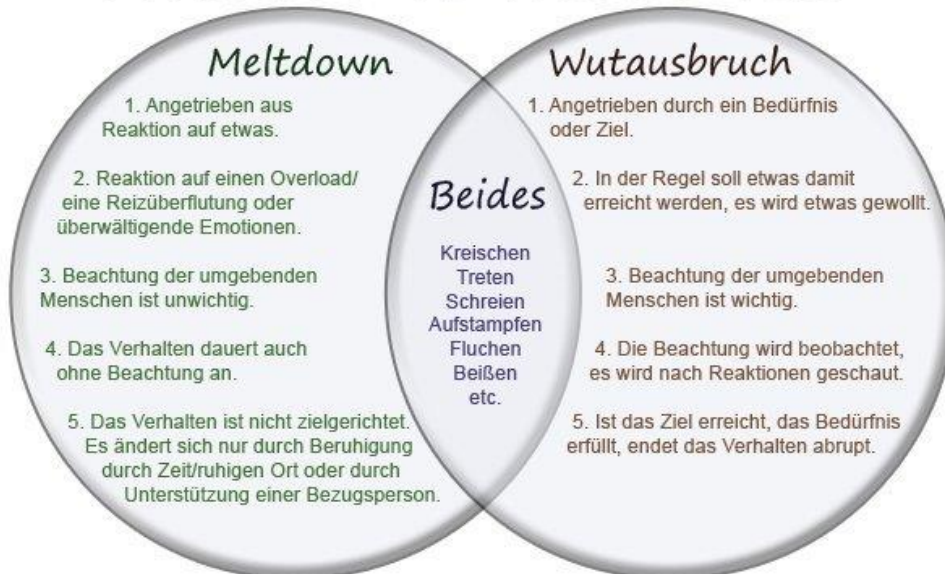 Meltdown
1. Angetrieben aus
Reaktion auf etwas.
2. Reaktion auf einen Overload/
eine Reizüberflutung oder
überwältigende Emotionen.
3. Beachtung der umgebenden
Menschen ist unwichtig.
4. Das Verhalten dauert auch
ohne Beachtung an.
5. Das Verhalten ist nicht zielgerichtet.
Es ändert sich nur durch Beruhigung
durch Zeit/ruhigen Ort oder durch
Unterstützung einer Bezugsperson.
Beides
Kreischen
Treten
Schreien
Aufstampfen
Fluchen
Beißen
etc.
Wutausbruch
1. Angetrieben durch ein Bedürfnis
oder Ziel.
2. In der Regel soll etwas damit
erreicht werden, es wird etwas gewollt.
3. Beachtung der umgebenden
Menschen ist wichtig.
4. Die Beachtung wird beobachtet,
es wird nach Reaktionen geschaut.
5. Ist das Ziel erreicht, das Bedürfnis
erfüllt, endet das Verhalten abrupt.